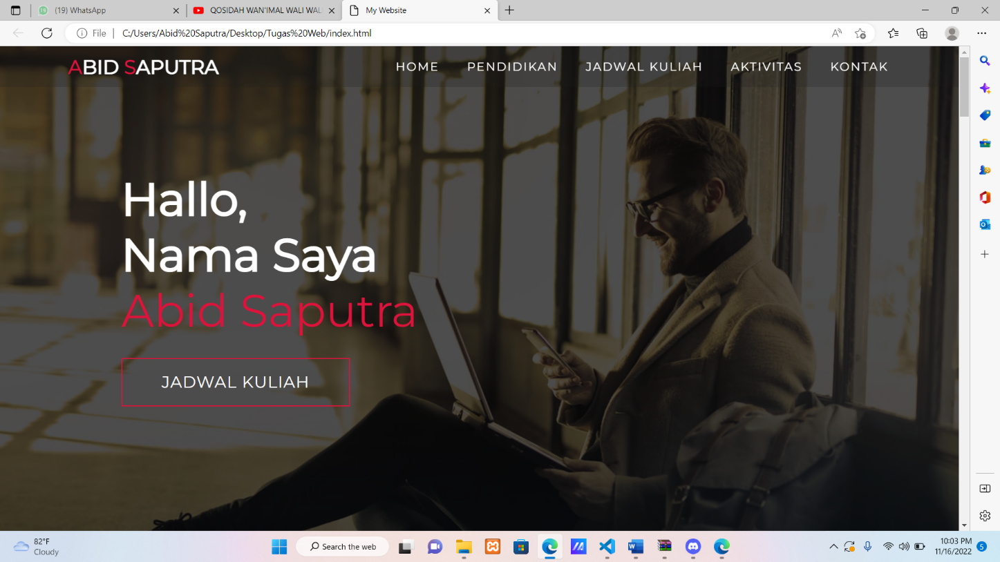 (19) WhatsApp
QOSIDAH WAN'IMAL WALI WAL
My Website
File
C:/Users/Abid%20Saputra/Desktop/Tugas%20Web/index.html
ABID SAPUTRA
HOME
PENDIDIKAN
JADWAL KULIAH
AKTIVITAS
KONTAK
Hallo,
Nama Saya
Abid Saputra
JADWAL KULIAH
82°F
Cloudy
Search the web
10:03 PM
11/16/2022
5